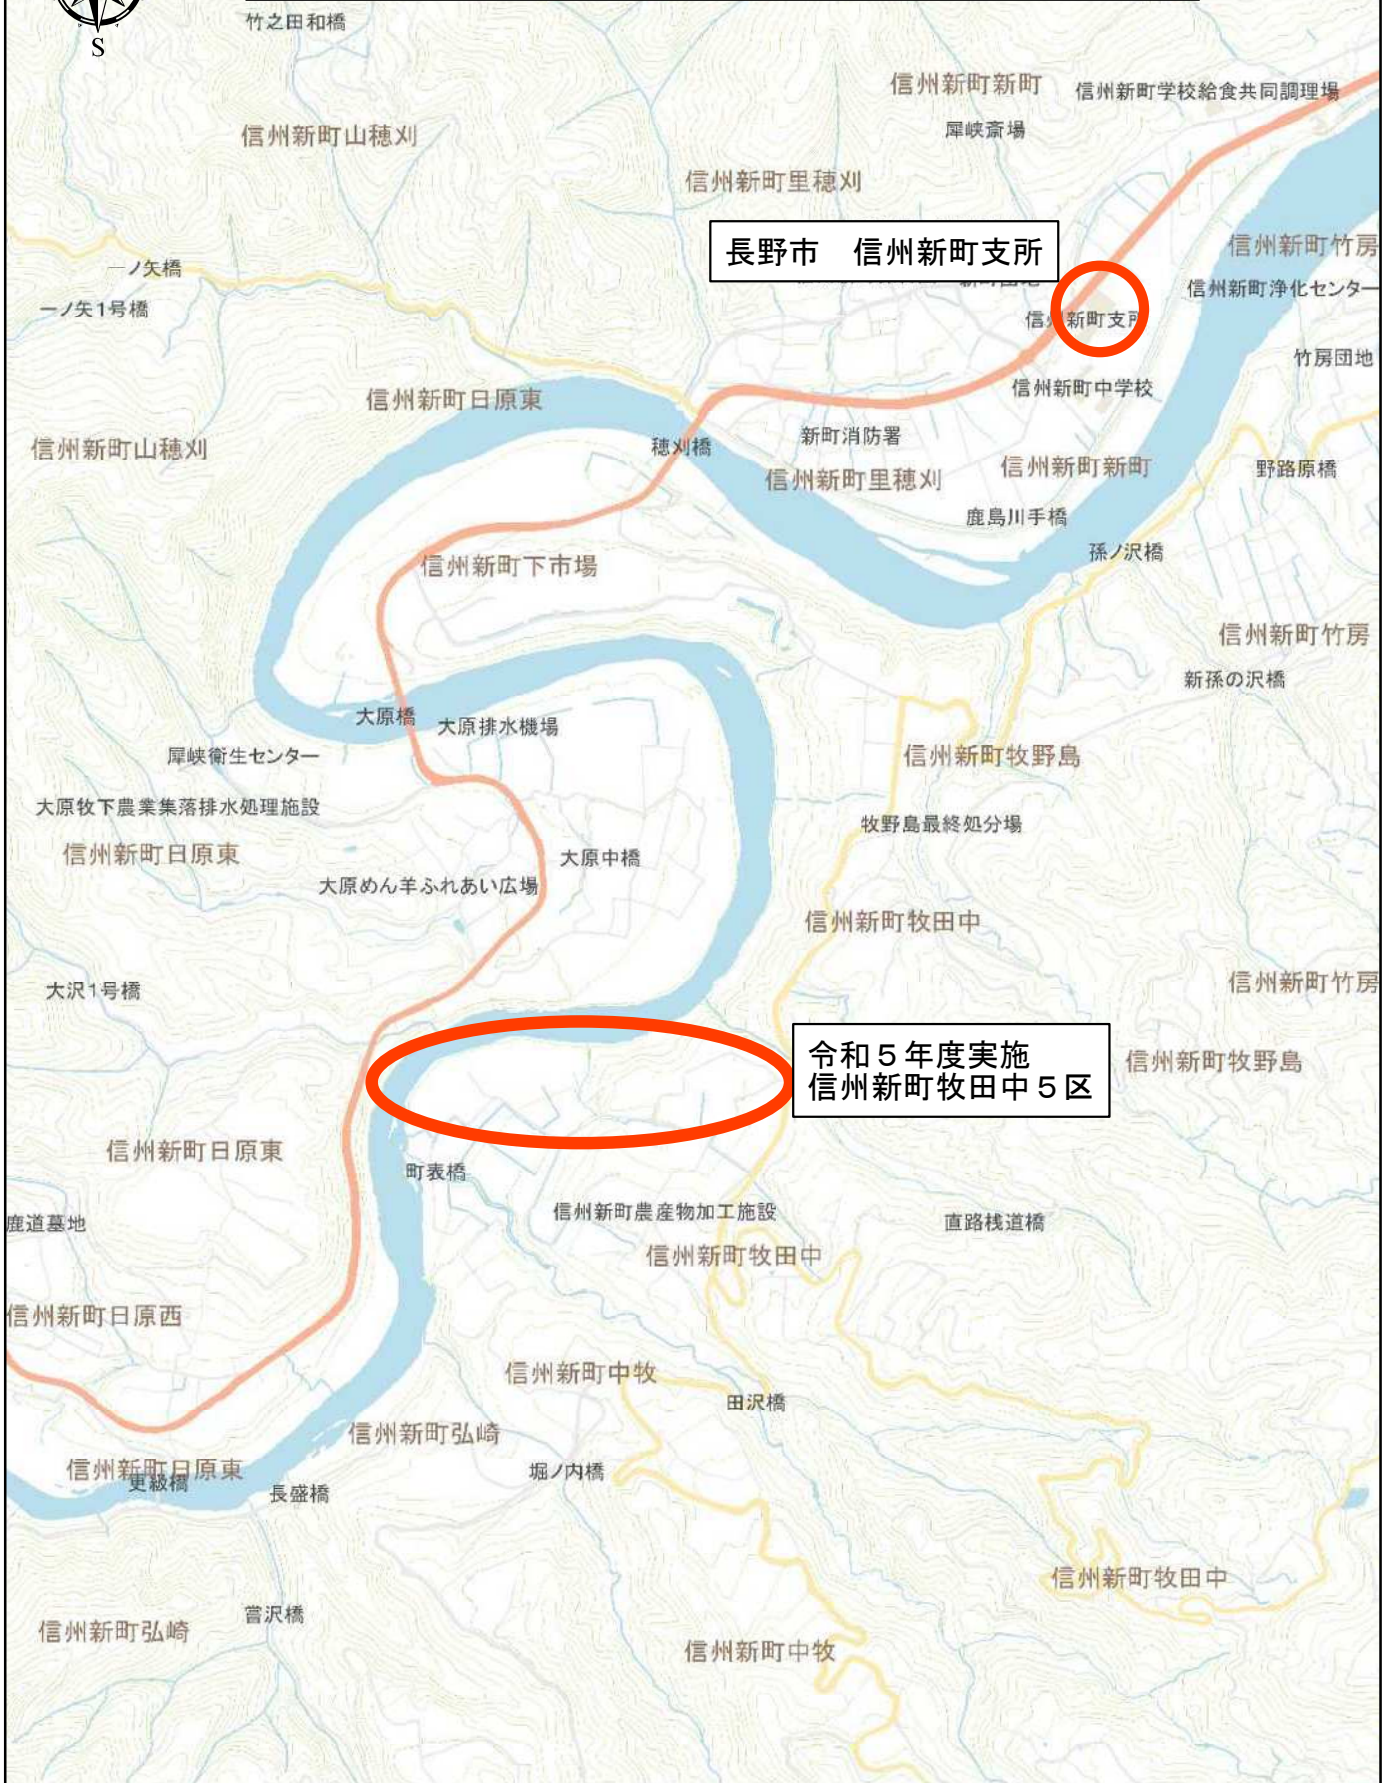 竹之田和橋
S
信州新町新町
信州新町学校給食共同調理場
信州新町山穂刈
犀峡斎場
信州新町里穂刈
長野市　信州新町支所
信州新町竹房
一ノ矢橋
信州新町浄化センター
一ノ矢1号橋
信州新町支所
竹房団地
信州新町中学校
信州新町日原東
新町消防署
信州新町山穂刈
穂刈橋
信州新町里穂刈
信州新町新町
野路原橋
鹿島川手橋
孫ノ沢橋
信州新町下市場
信州新町竹房
新孫の沢橋
大原橋
大原排水機場
犀峡衛生センター
信州新町牧野島
大原牧下農業集落排水処理施設
牧野島最終処分場
信州新町日原東
大原中橋
大原めん羊ふれあい広場
信州新町牧田中
大沢1号橋
信州新町竹房
令和５年度実施
信州新町牧田中５区
信州新町牧野島
信州新町日原東
町表橋
鹿道墓地
信州新町農産物加工施設
直路桟道橋
信州新町牧田中
信州新町日原西
信州新町中牧
田沢橋
信州新町弘崎
信州新町日原東
更級橋
堀ノ内橋
長盛橋
信州新町牧田中
信州新町弘崎
信州新町中牧